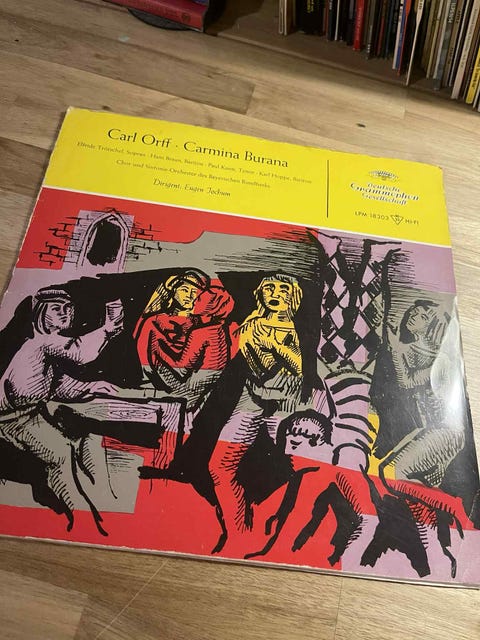 Carl Orff · Carmina Burana
Elfride Trötschel, Sopran · Hans Braun, Bariton · Paul Kuen, Tenor · Karl Hoppe, Bariton
Chor und Sinfonie-Orchester des Bayerischen Rundfunks
Dirigent: Eugen Jochum
Deutsche
Grammophon
Gesellschaft
LPM 18303 HI-FI